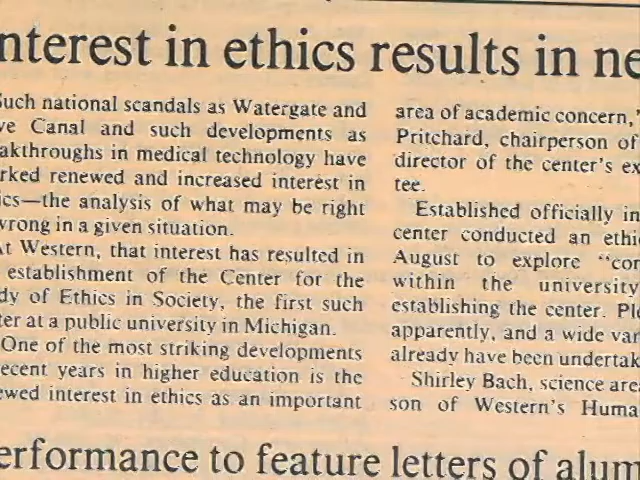 nterest in ethics results in ne
Such national scandals as Watergate and
ve Canal and such developments as
akthroughs in medical technology have
rked renewed and increased interest in
ics—the analysis of what may be right
wrong in a given situation.
At Western, that interest has resulted in
establishment of the Center for the
dy of Ethics in Society, the first such
ter at a public university in Michigan.
One of the most striking developments
recent years in higher education is the
ewed interest in ethics as an important
area of academic concern,"
Pritchard, chairperson of
director of the center's ex
tee.
Established officially in
center conducted an ethic
August to explore "con
within the university
establishing the center. Ple
apparently, and a wide var
already have been undertak
Shirley Bach, science are
son of Western's Huma
erformance to feature letters of alum